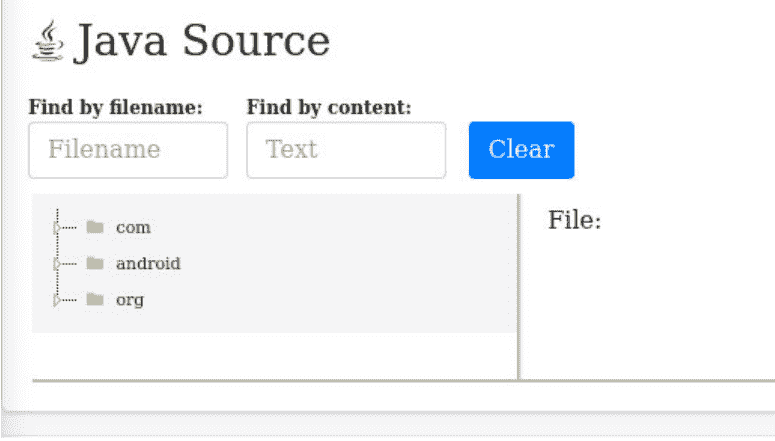 Java Source
Find by filename: Find by content:
Filename Text Clear
com
File:
android
org